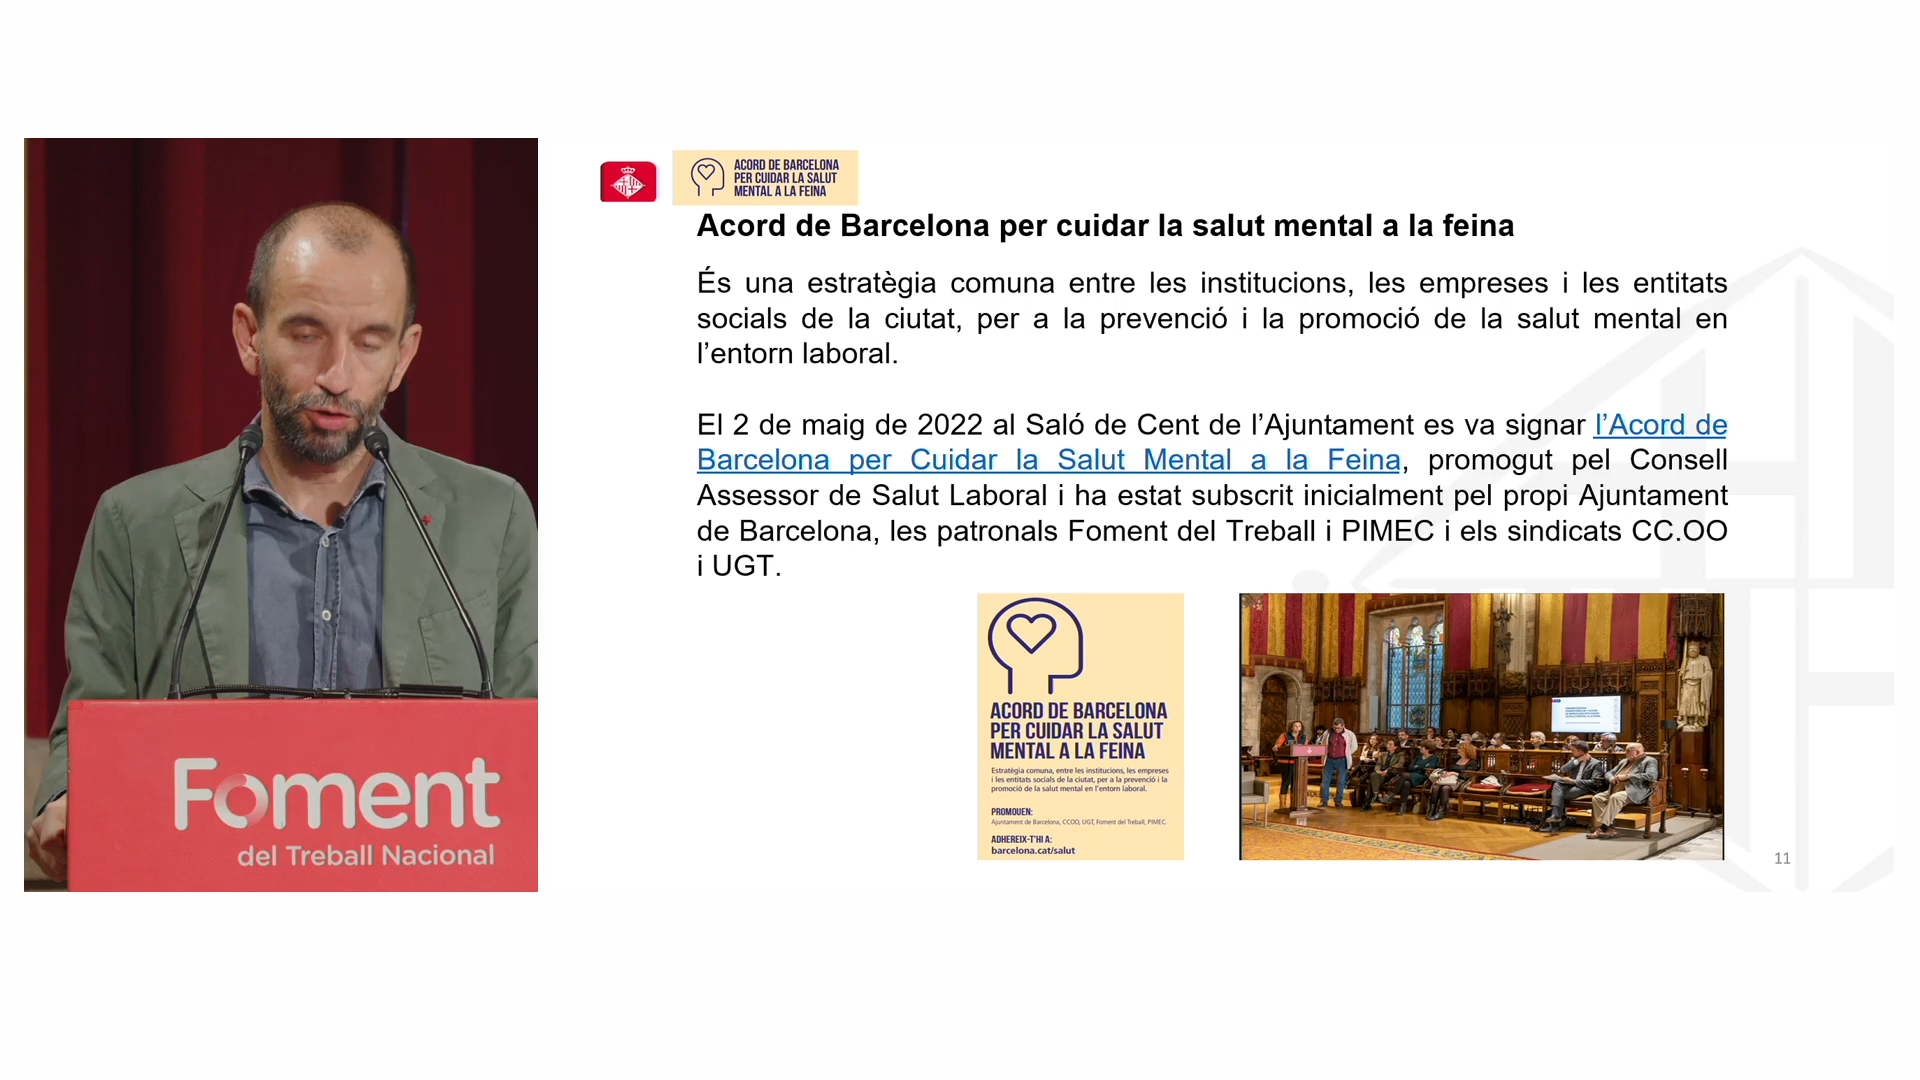 Foment
del Treball Nacional
ACORD DE BARCELONA
PER CUIDAR LA SALUT
MENTAL A LA FEINA
Acord de Barcelona per cuidar la salut mental a la feina
És una estratègia comuna entre les institucions, les empreses i les entitats
socials de la ciutat, per a la prevenció i la promoció de la salut mental en
l’entorn laboral.
El 2 de maig de 2022 al Saló de Cent de l’Ajuntament es va signar l’Acord de
Barcelona per Cuidar la Salut Mental a la Feina, promogut pel Consell
Assessor de Salut Laboral i ha estat subscrit inicialment pel propi Ajuntament
de Barcelona, les patronals Foment del Treball i PIMEC i els sindicats CC.OO
i UGT.
ACORD DE BARCELONA
PER CUIDAR LA SALUT
MENTAL A LA FEINA
Estratègia comuna, entre les institucions, les empreses
i les entitats socials de la ciutat, per a la prevenció i la
promoció de la salut mental en l’entorn laboral.
PROMOUEN:
Ajuntament de Barcelona, CCOO, UGT, Foment del Treball, PIMEC.
ADHEREIX-T’HI A:
barcelona.cat/salut
11